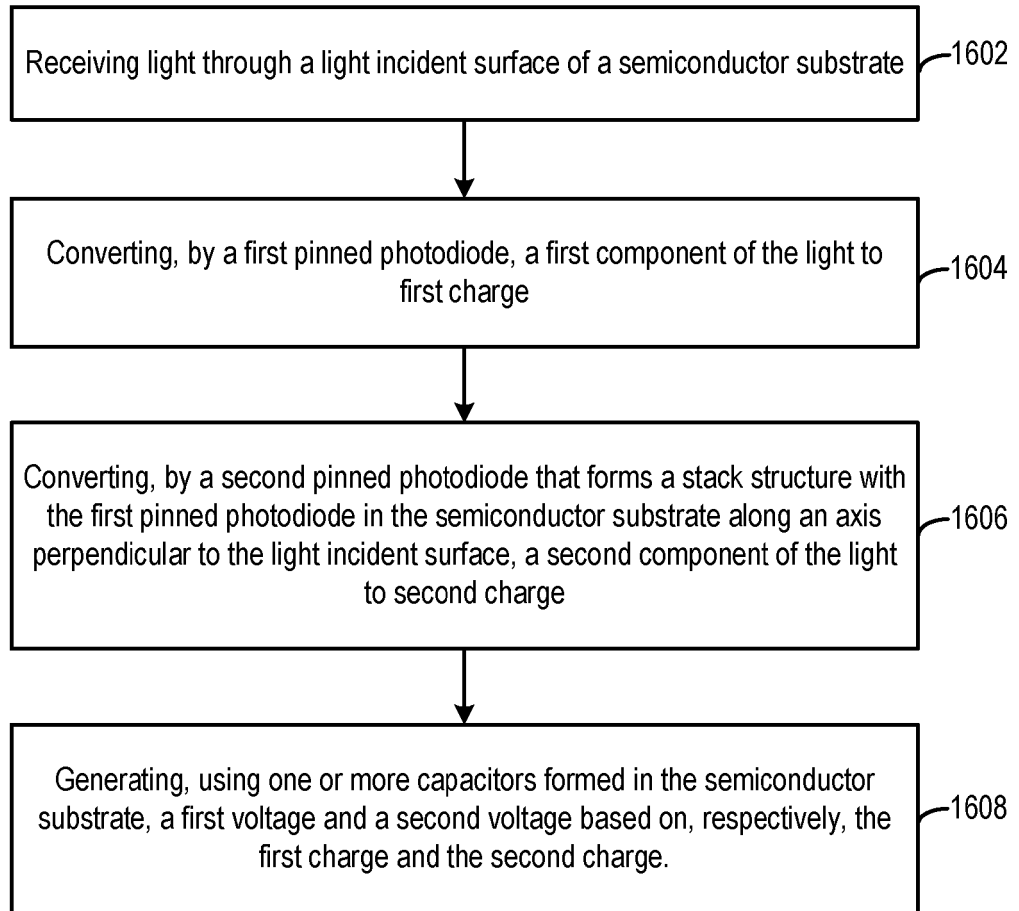 Receiving light through a light incident surface of a semiconductor substrate
1602
Converting, by a first pinned photodiode, a first component of the light to
first charge
1604
Converting, by a second pinned photodiode that forms a stack structure with
the first pinned photodiode in the semiconductor substrate along an axis
perpendicular to the light incident surface, a second component of the light
to second charge
1606
Generating, using one or more capacitors formed in the semiconductor
substrate, a first voltage and a second voltage based on, respectively, the
first charge and the second charge.
1608